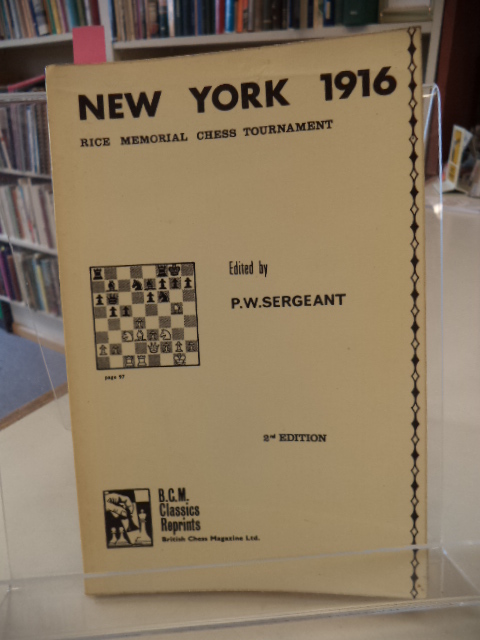 NEW YORK 1916
RICE MEMORIAL CHESS TOURNAMENT
Edited by
P.W.SERGEANT
page 97
2nd EDITION
B.C.M.
Classics
Reprints
British Chess Magazine Ltd.